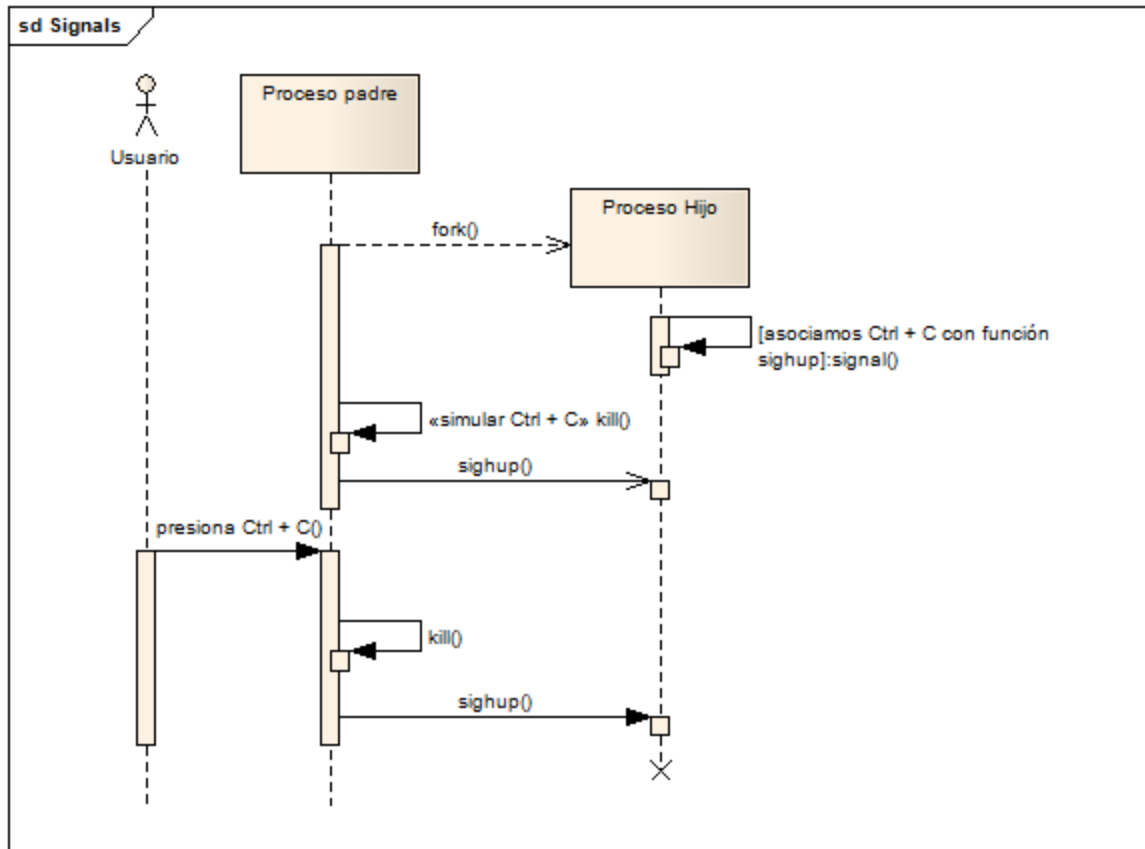 sd Signals
Proceso padre
Usuario
Proceso Hijo
fork()
[asociamos Ctrl + C con función
sighup]:signal()
«simular Ctrl + C» kill()
sighup()
presiona Ctrl + C()
kill()
sighup()